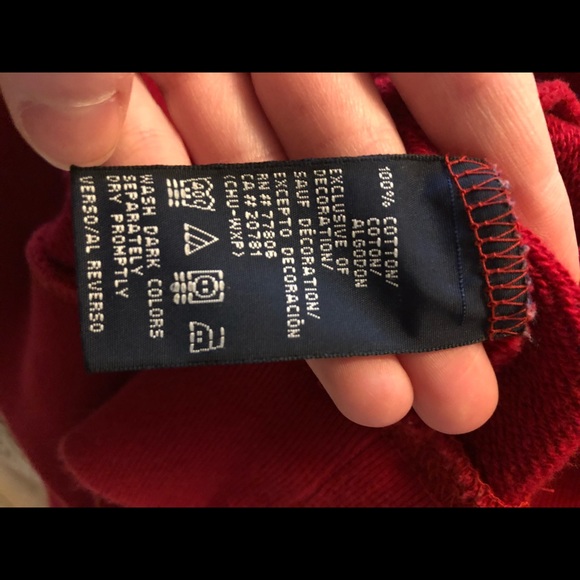 100% COTTON/
COTON/
ALGODON
EXCLUSIVE OF
DECORATION/
SAUF DÉCORATION/
EXCEPTO DECORACIÓN
RN# 77806
CA# 20781
(CHU-WXP)
WASH DARK COLORS
SEPARATELY
DRY PROMPTLY
VERSO/AL REVERSO